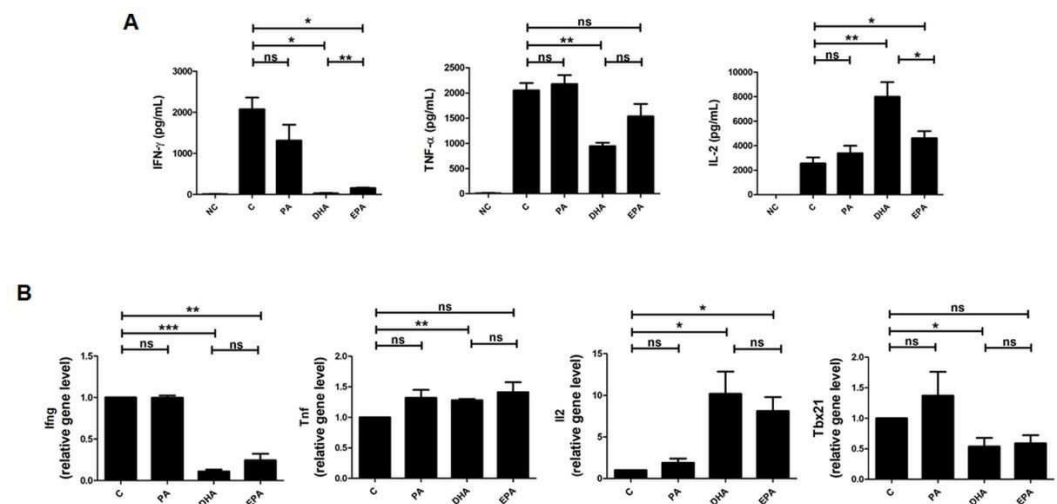 A
*
*
ns
**
IFN-γ (pg/mL)
3000
2000
1000
0
NC
C
PA
DHA
EPA
ns
**
ns
ns
TNF-α (pg/mL)
2500
2000
1500
1000
500
0
NC
C
PA
DHA
EPA
*
**
ns
*
IL-2 (pg/mL)
10000
8000
6000
4000
2000
0
NC
C
PA
DHA
EPA
B
**
***
ns
ns
Ifng
(relative gene level)
1.5
1.0
0.5
0.0
C
PA
DHA
EPA
ns
**
ns
ns
Tnf
(relative gene level)
2.0
1.5
1.0
0.5
0.0
C
PA
DHA
EPA
*
*
ns
ns
Il2
(relative gene level)
15
10
5
0
C
PA
DHA
EPA
ns
*
ns
ns
Tbx21
(relative gene level)
2.0
1.5
1.0
0.5
0.0
C
PA
DHA
EPA